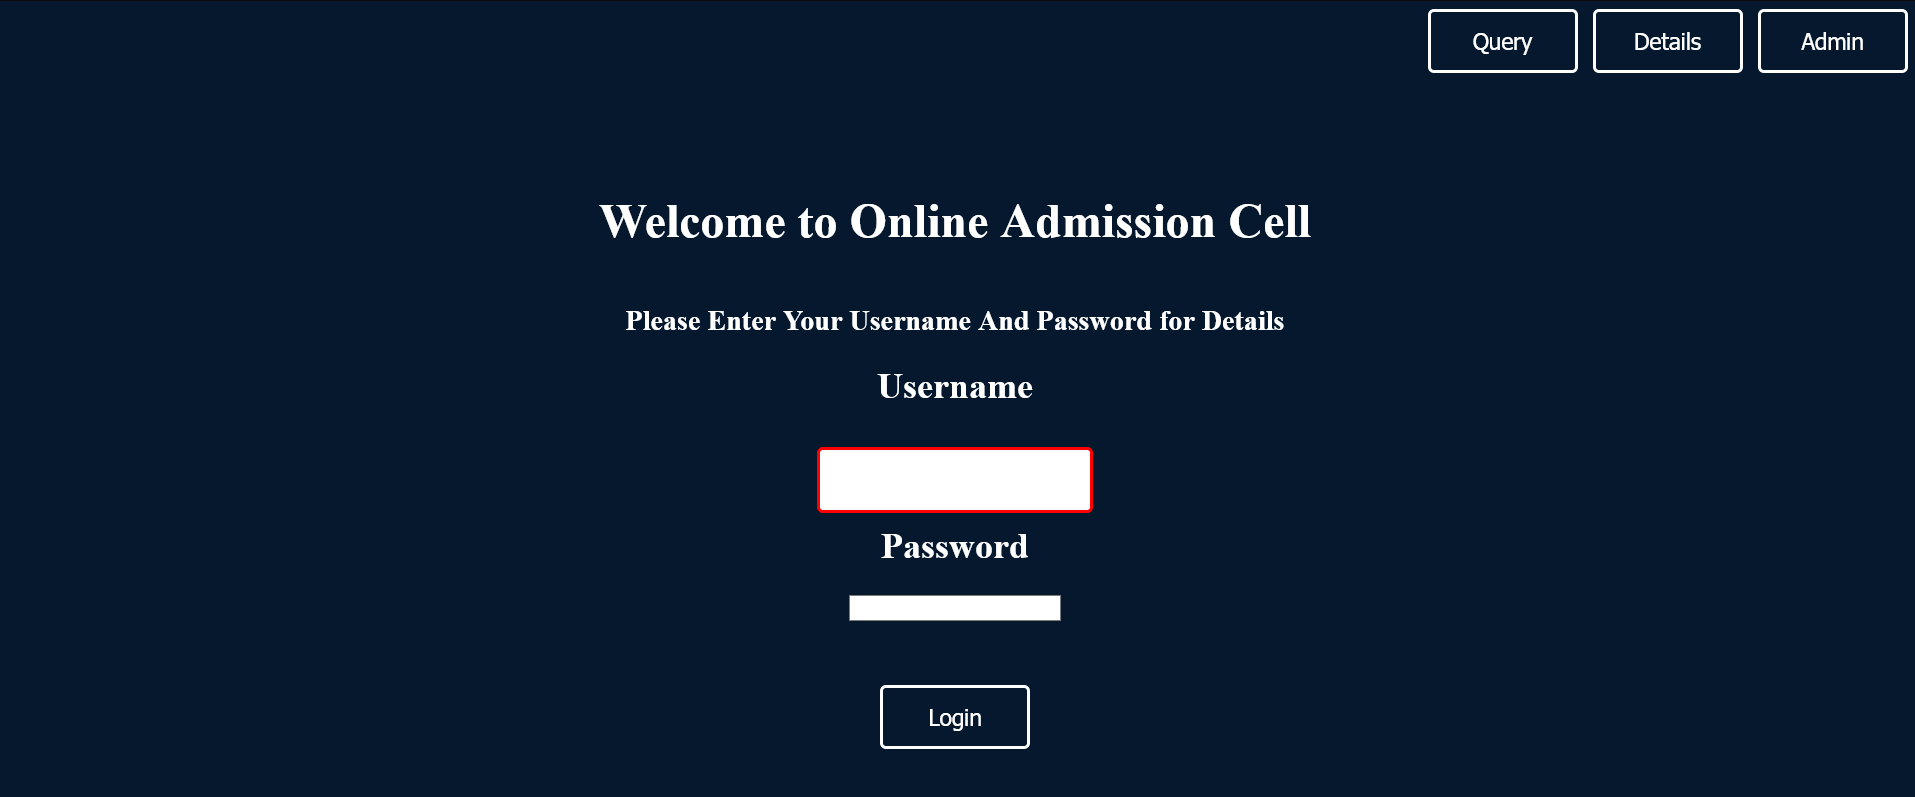 Query Details Admin
Welcome to Online Admission Cell
Please Enter Your Username And Password for Details
Username
Password
Login